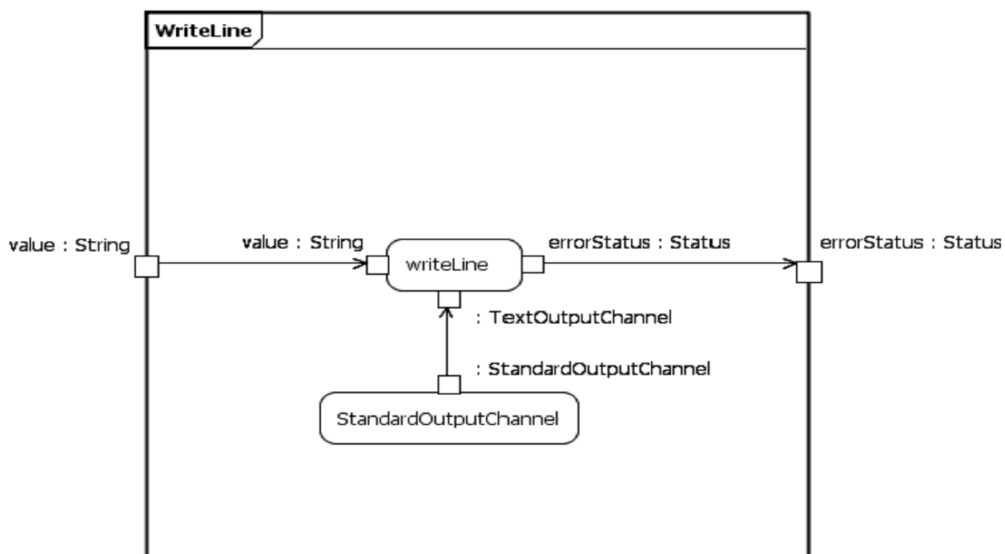 WriteLine
value : String
value : String
errorStatus : Status
errorStatus : Status
writeLine
: TextOutputChannel
: StandardOutputChannel
StandardOutputChannel